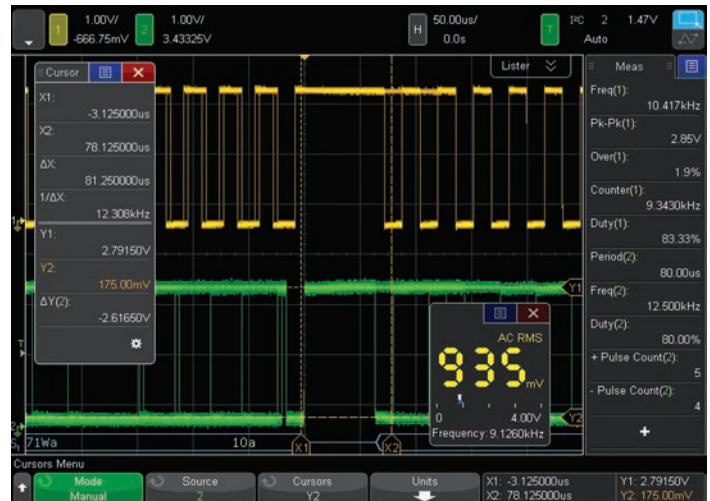 1 1.00V/ 2 1.00V/ H 50.00us/ T I²C 2 1.47V
-666.75mV 3.43325V 0.0s Auto
Cursor
X1:
-3.125000us
X2:
78.125000us
ΔX:
81.250000us
1/ΔX:
12.308kHz
Y1:
2.79150V
Y2:
175.00mV
ΔY(2):
-2.61650V
Lister
Meas
Freq(1):
10.417kHz
Pk-Pk(1):
2.85V
Over(1):
1.9%
Counter(1):
9.3430kHz
Duty(1):
83.33%
Period(2):
80.00us
Freq(2):
12.500kHz
Duty(2):
80.00%
+ Pulse Count(2):
5
- Pulse Count(2):
4
Y1
AC RMS
935 mV
0 4.00V
Frequency: 9.1260kHz
Y2
T
S1 71Wa 10a X1 X2
Cursors Menu
Mode Source Cursors Units X1: -3.125000us Y1: 2.79150V
Manual 2 Y2 X2: 78.125000us Y2: 175.00mV